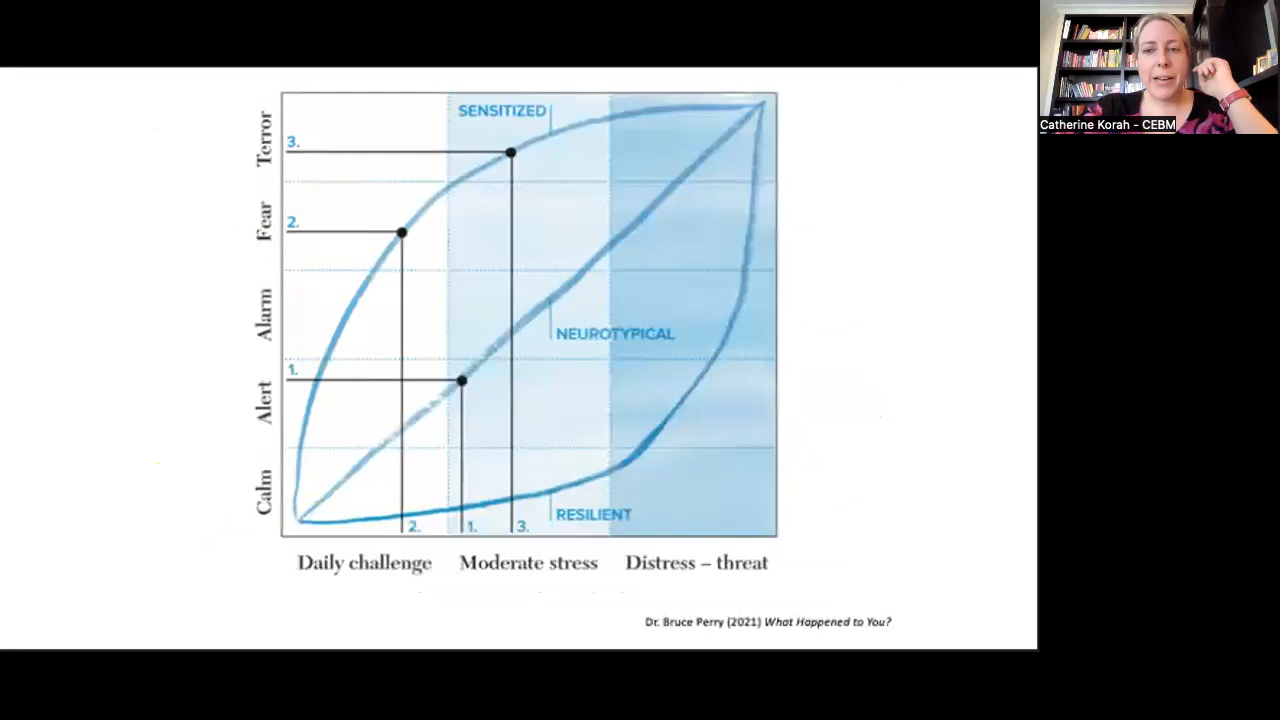 Catherine Korah - CEBM
SENSITIZED
Terror
3.
Fear
2.
Alarm
NEUROTYPICAL
Alert
1.
Calm
RESILIENT
2.
1.
3.
Daily challenge
Moderate stress
Distress – threat
Dr. Bruce Perry (2021) What Happened to You?